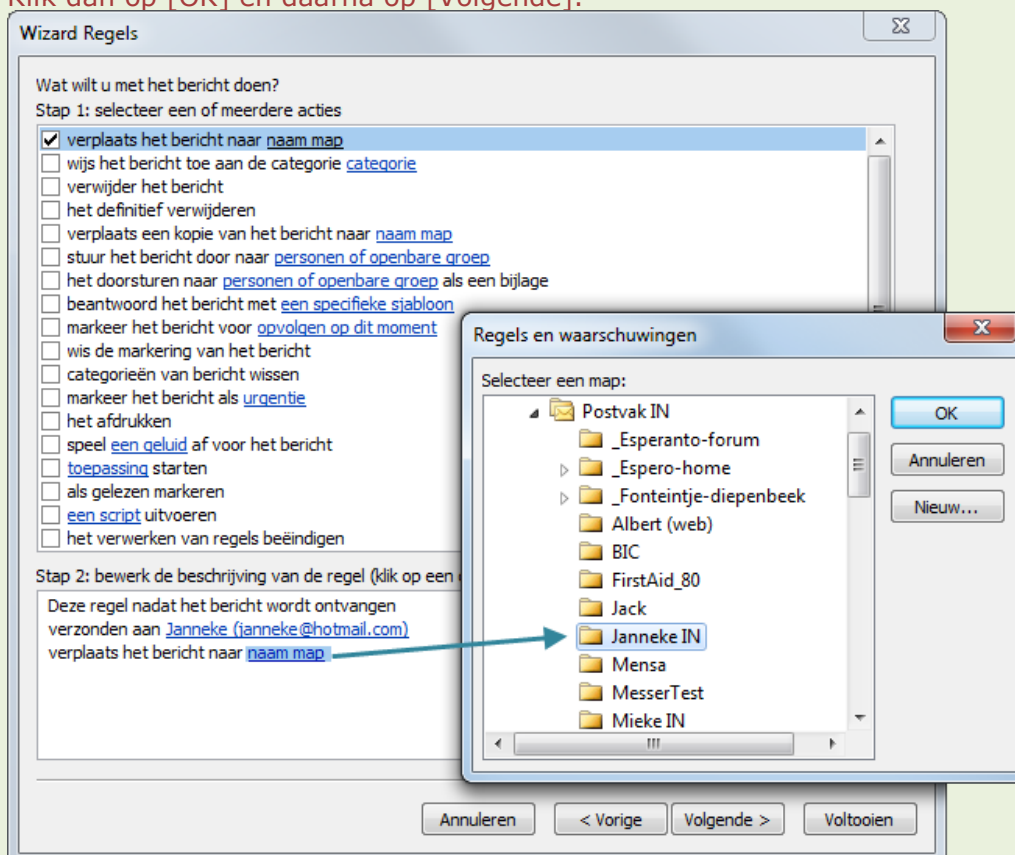 Klik dan op [OK] en daarna op [Volgende].
Wizard Regels
Wat wilt u met het bericht doen?
Stap 1: selecteer een of meerdere acties
verplaats het bericht naar naam map
wijs het bericht toe aan de categorie categorie
verwijder het bericht
het definitief verwijderen
verplaats een kopie van het bericht naar naam map
stuur het bericht door naar personen of openbare groep
het doorsturen naar personen of openbare groep als een bijlage
beantwoord het bericht met een specifieke sjabloon
markeer het bericht voor opvolgen op dit moment
wis de markering van het bericht
categorieën van bericht wissen
markeer het bericht als urgentie
het afdrukken
speel een geluid af voor het bericht
toepassing starten
als gelezen markeren
een script uitvoeren
het verwerken van regels beëindigen
Stap 2: bewerk de beschrijving van de regel (klik op een
Deze regel nadat het bericht wordt ontvangen
verzonden aan Janneke (janneke@hotmail.com)
verplaats het bericht naar naam map
Annuleren
< Vorige
Volgende >
Voltooien
Regels en waarschuwingen
Selecteer een map:
Postvak IN
_Esperanto-forum
_Espero-home
_Fonteintje-diepenbeek
Albert (web)
BIC
FirstAid_80
Jack
Janneke IN
Mensa
MesserTest
Mieke IN
OK
Annuleren
Nieuw...